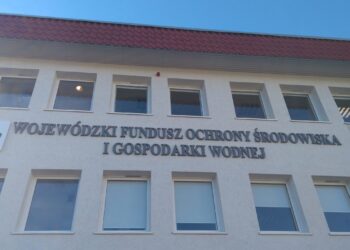 WOJEWÓDZKI FUNDUSZ OCHRONY ŚRODOWISKA
I GOSPODARKI WODNEJ